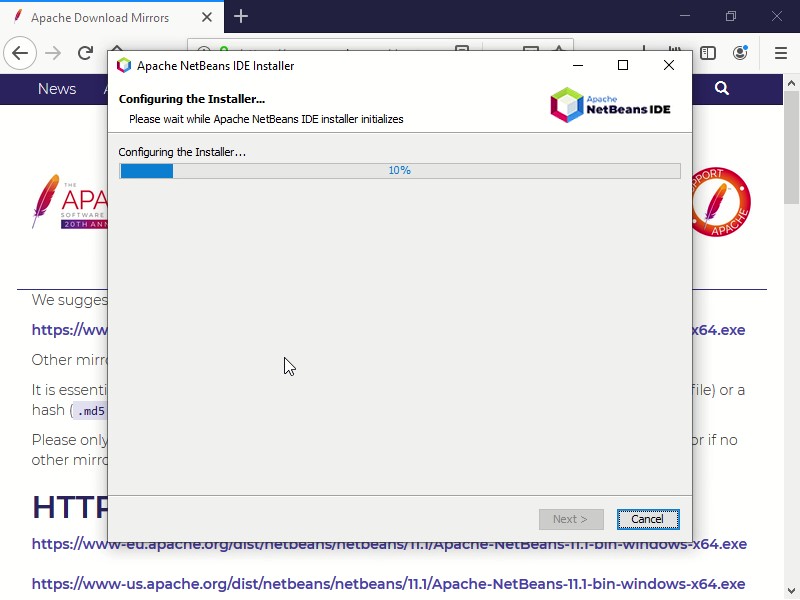 Apache Download Mirrors
Apache NetBeans IDE Installer
Configuring the Installer...
Please wait while Apache NetBeans IDE installer initializes
Apache
NetBeans IDE
Configuring the Installer...
10%
Next >
Cancel
News
THE
APA
SOFTWARE
20TH ANN
SUPPORT
APACHE
We sugges
https://ww
x64.exe
Other mirro
It is essenti
file) or a
hash ( .md5
Please only
or if no
other mirro
HTTP
https://www-eu.apache.org/dist/netbeans/netbeans/11.1/Apache-NetBeans-11.1-bin-windows-x64.exe
https://www-us.apache.org/dist/netbeans/netbeans/11.1/Apache-NetBeans-11.1-bin-windows-x64.exe